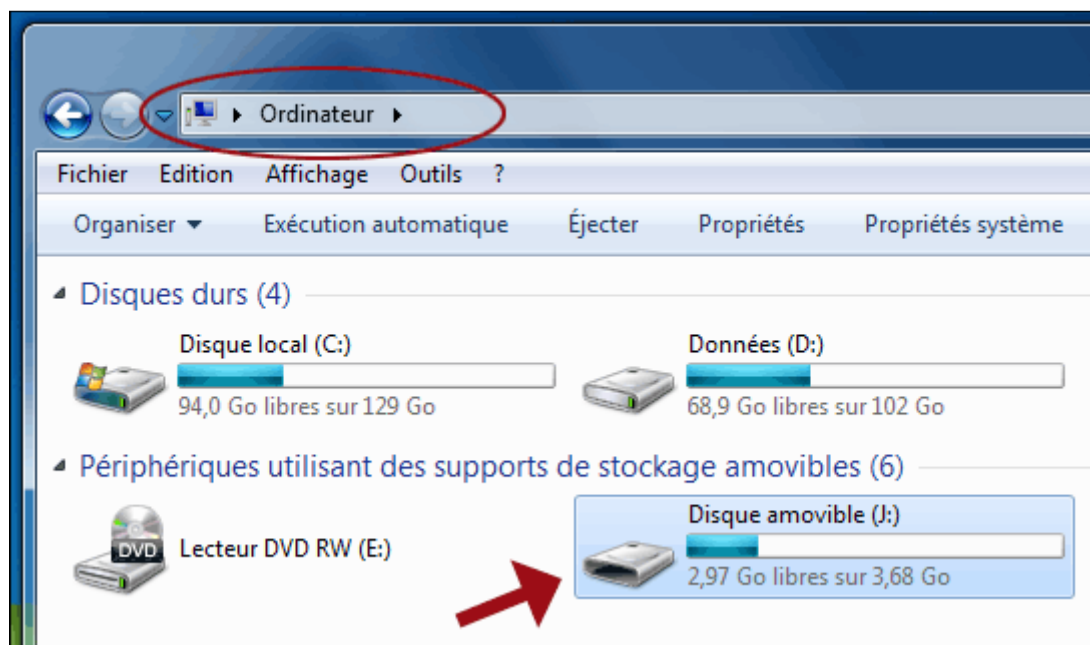 Ordinateur
Fichier Edition Affichage Outils ?
Organiser Exécution automatique Éjecter Propriétés Propriétés système
Disques durs (4)
Disque local (C:)
94,0 Go libres sur 129 Go
Données (D:)
68,9 Go libres sur 102 Go
Périphériques utilisant des supports de stockage amovibles (6)
DVD
Lecteur DVD RW (E:)
Disque amovible (J:)
2,97 Go libres sur 3,68 Go